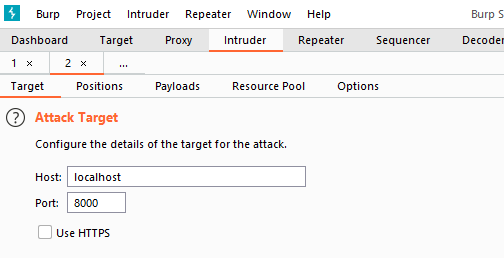 Burp Project Intruder Repeater Window Help Burp S
Dashboard Target Proxy Intruder Repeater Sequencer Decoder
1 × 2 × ...
Target Positions Payloads Resource Pool Options
? Attack Target
Configure the details of the target for the attack.
Host: localhost
Port: 8000
Use HTTPS